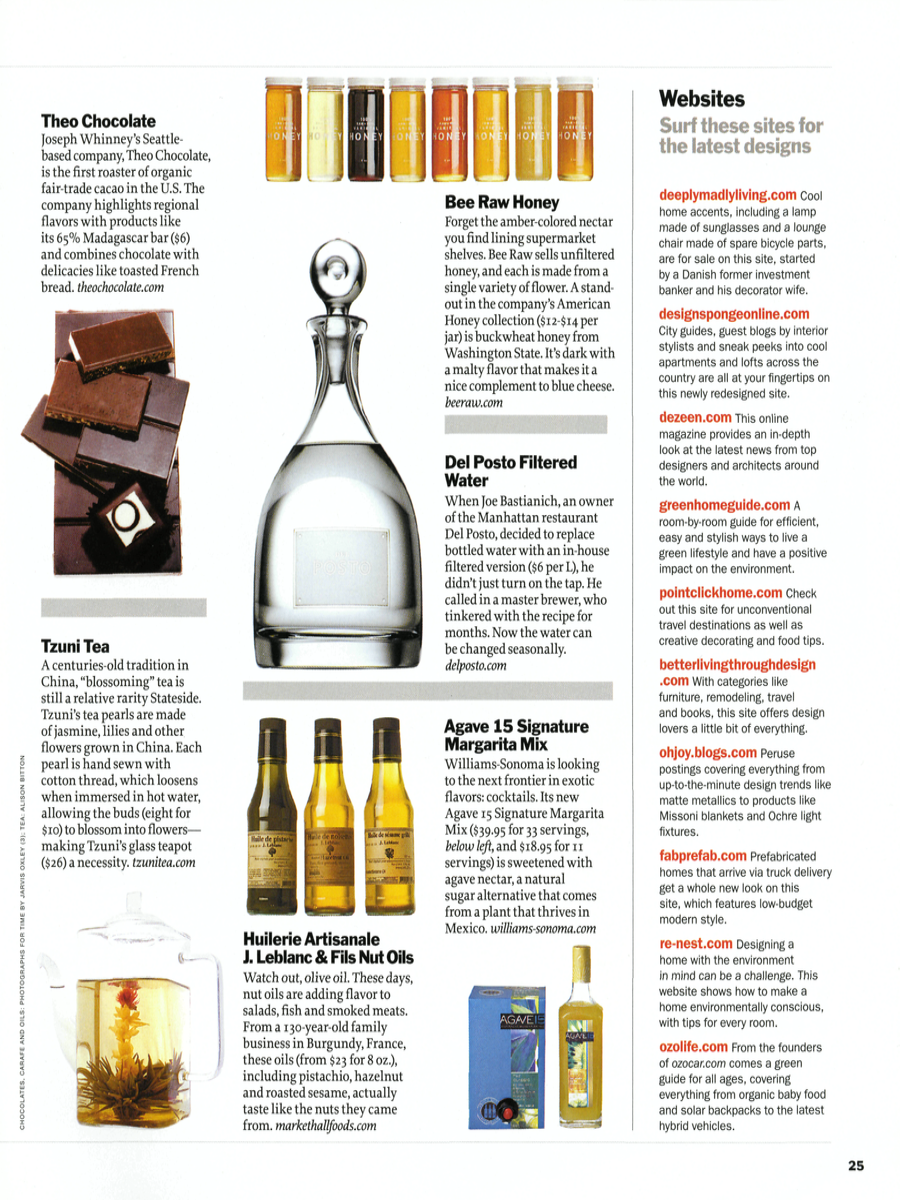 Theo Chocolate
Joseph Whinney's Seattle-
based company, Theo Chocolate,
is the first roaster of organic
fair-trade cacao in the U.S. The
company highlights regional
flavors with products like
its 65% Madagascar bar ($6)
and combines chocolate with
delicacies like toasted French
bread. theochocolate.com
Tzuni Tea
A centuries-old tradition in
China, “blossoming” tea is
still a relative rarity Stateside.
Tzuni's tea pearls are made
of jasmine, lilies and other
flowers grown in China. Each
pearl is hand sewn with
cotton thread, which loosens
when immersed in hot water,
allowing the buds (eight for
$10) to blossom into flowers—
making Tzuni's glass teapot
($26) a necessity. tzunitea.com
CHOCOLATES, CARAFE AND OILS: PHOTOGRAPHS FOR TIME BY JARVIS OXLEY (3); TEA: ALISON BITTON
HONEY
HONEY
HONEY
HONEY
HONEY
HONEY
HONEY
HONEY
Bee Raw Honey
Forget the amber-colored nectar
you find lining supermarket
shelves. Bee Raw sells unfiltered
honey, and each is made from a
single variety of flower. A stand-
out in the company's American
Honey collection ($12-$14 per
jar) is buckwheat honey from
Washington State. It's dark with
a malty flavor that makes it a
nice complement to blue cheese.
beeraw.com
Del Posto Filtered
Water
When Joe Bastianich, an owner
of the Manhattan restaurant
Del Posto, decided to replace
bottled water with an in-house
filtered version ($6 per L), he
didn't just turn on the tap. He
called in a master brewer, who
tinkered with the recipe for
months. Now the water can
be changed seasonally.
delposto.com
Huilerie Artisanale
J. Leblanc & Fils Nut Oils
Watch out, olive oil. These days,
nut oils are adding flavor to
salads, fish and smoked meats.
From a 130-year-old family
business in Burgundy, France,
these oils (from $23 for 8 oz.),
including pistachio, hazelnut
and roasted sesame, actually
taste like the nuts they came
from. markethallfoods.com
Agave 15 Signature
Margarita Mix
Williams-Sonoma is looking
to the next frontier in exotic
flavors: cocktails. Its new
Agave 15 Signature Margarita
Mix ($39.95 for 33 servings,
below left, and $18.95 for 11
servings) is sweetened with
agave nectar, a natural
sugar alternative that comes
from a plant that thrives in
Mexico. williams-sonoma.com
AGAVE15
AGAVE15
Websites
Surf these sites for
the latest designs
deeplymadlyliving.com Cool
home accents, including a lamp
made of sunglasses and a lounge
chair made of spare bicycle parts,
are for sale on this site, started
by a Danish former investment
banker and his decorator wife.
designspongeonline.com
City guides, guest blogs by interior
stylists and sneak peeks into cool
apartments and lofts across the
country are all at your fingertips on
this newly redesigned site.
dezeen.com This online
magazine provides an in-depth
look at the latest news from top
designers and architects around
the world.
greenhomeguide.com A
room-by-room guide for efficient,
easy and stylish ways to live a
green lifestyle and have a positive
impact on the environment.
pointclickhome.com Check
out this site for unconventional
travel destinations as well as
creative decorating and food tips.
betterlivingthroughdesign
.com With categories like
furniture, remodeling, travel
and books, this site offers design
lovers a little bit of everything.
ohjoy.blogs.com Peruse
postings covering everything from
up-to-the-minute design trends like
matte metallics to products like
Missoni blankets and Ochre light
fixtures.
fabprefab.com Prefabricated
homes that arrive via truck delivery
get a whole new look on this
site, which features low-budget
modern style.
re-nest.com Designing a
home with the environment
in mind can be a challenge. This
website shows how to make a
home environmentally conscious,
with tips for every room.
ozolife.com From the founders
of ozocar.com comes a green
guide for all ages, covering
everything from organic baby food
and solar backpacks to the latest
hybrid vehicles.
25